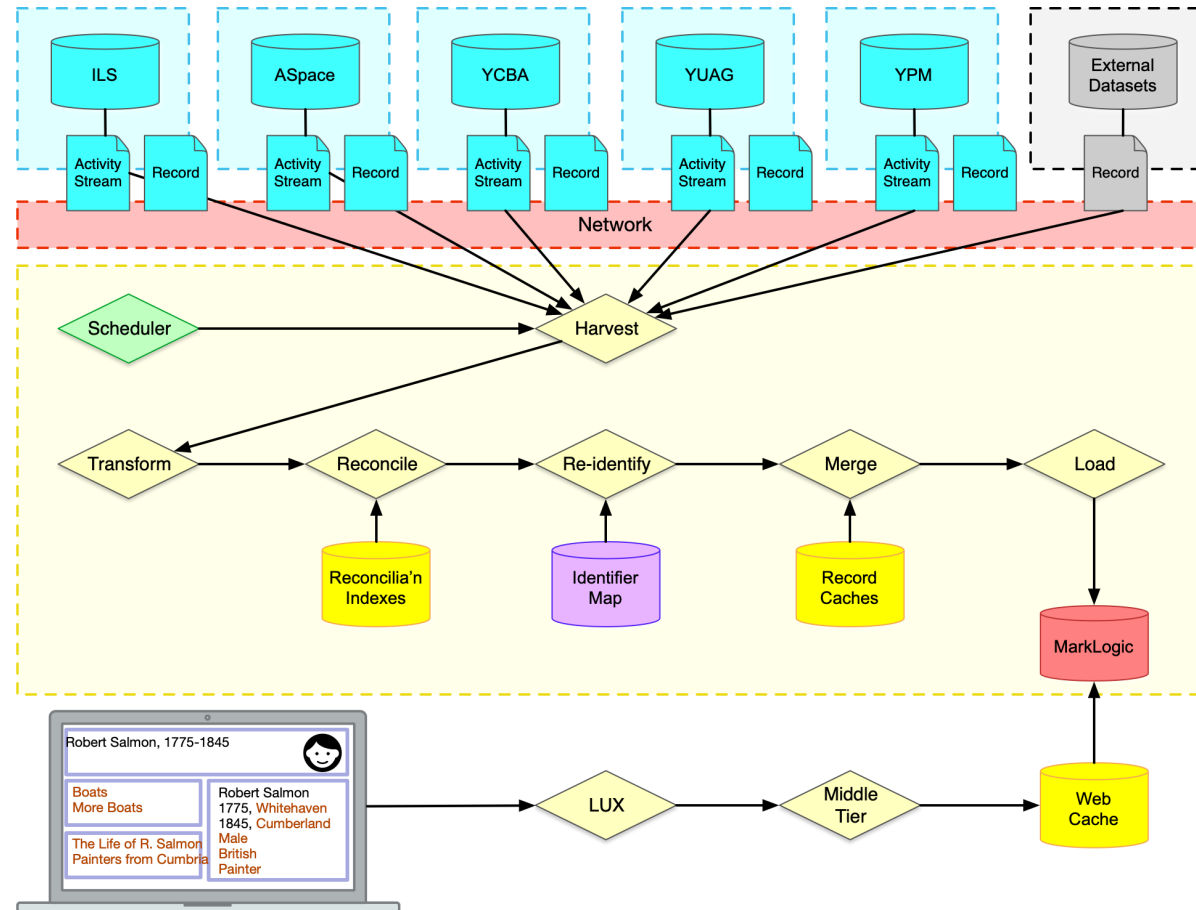 ILS
ASpace
YCBA
YUAG
YPM
External
Datasets
Activity
Stream
Record
Activity
Stream
Record
Activity
Stream
Record
Activity
Stream
Record
Activity
Stream
Record
Record
Network
Scheduler
Harvest
Transform
Reconcile
Re-identify
Merge
Load
Reconcilia'n
Indexes
Identifier
Map
Record
Caches
MarkLogic
Robert Salmon, 1775-1845
Boats
More Boats
The Life of R. Salmon
Painters from Cumbria
Robert Salmon
1775, Whitehaven
1845, Cumberland
Male
British
Painter
LUX
Middle
Tier
Web
Cache